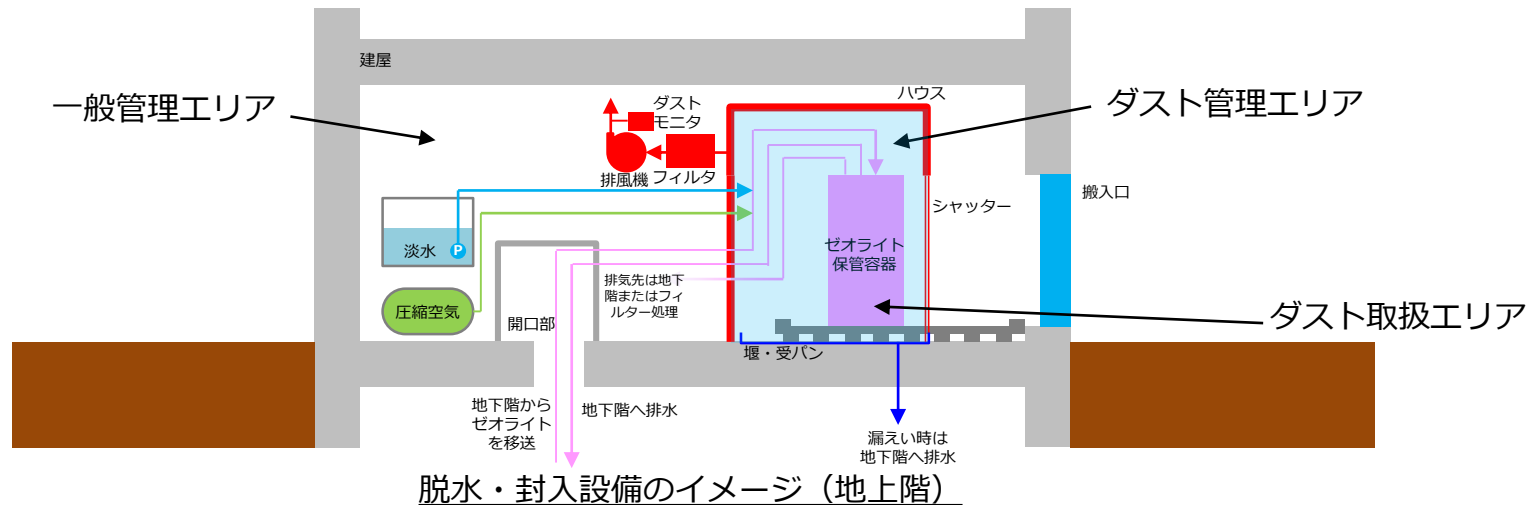 建屋
一般管理エリア
ダスト
モニタ
ハウス
ダスト管理エリア
排風機
フィルタ
シャッター
搬入口
淡水
P
ゼオライト
保管容器
排気先は地下
階またはフィ
ルター処理
圧縮空気
開口部
ダスト取扱エリア
堰・受パン
地下階から
ゼオライト
を移送
地下階へ排水
漏えい時は
地下階へ排水
脱水・封入設備のイメージ（地上階）